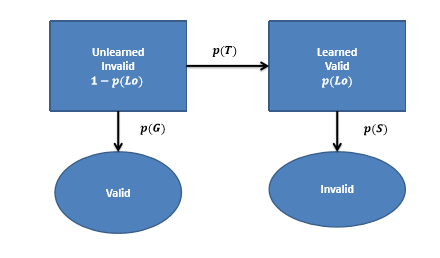 Unlearned
Invalid
1 − p(Lo)
p(T)
Learned
Valid
p(Lo)
p(G)
p(S)
Valid
Invalid